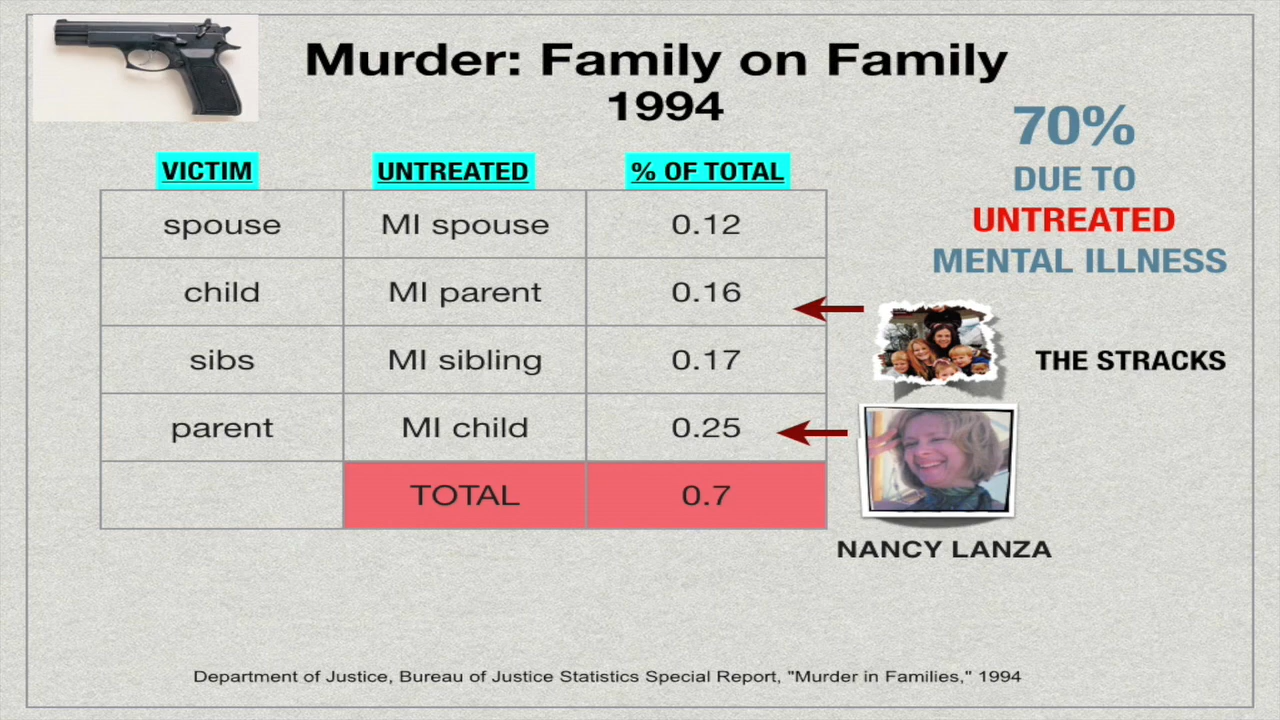 Murder: Family on Family
1994
70%
DUE TO
UNTREATED
MENTAL ILLNESS
VICTIM UNTREATED % OF TOTAL
spouse MI spouse 0.12
child MI parent 0.16
sibs MI sibling 0.17
parent MI child 0.25
TOTAL 0.7
THE STRACKS
NANCY LANZA
Department of Justice, Bureau of Justice Statistics Special Report, "Murder in Families," 1994